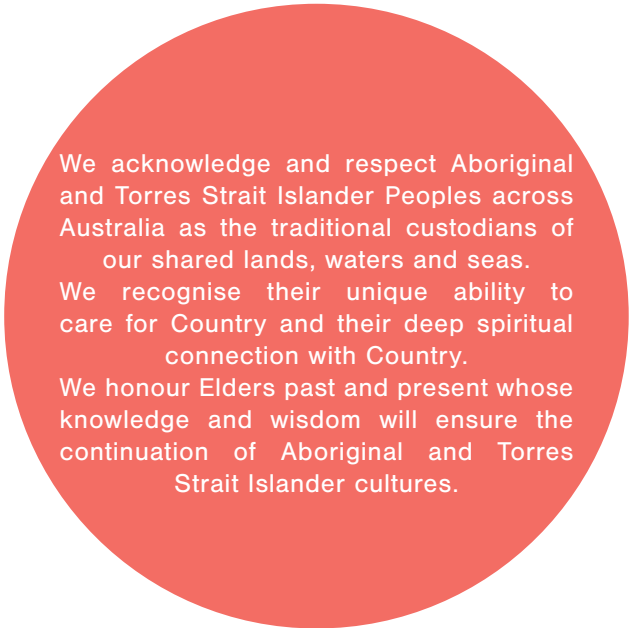 We acknowledge and respect Aboriginal
and Torres Strait Islander Peoples across
Australia as the traditional custodians of
our shared lands, waters and seas.
We recognise their unique ability to
care for Country and their deep spiritual
connection with Country.
We honour Elders past and present whose
knowledge and wisdom will ensure the
continuation of Aboriginal and Torres
Strait Islander cultures.